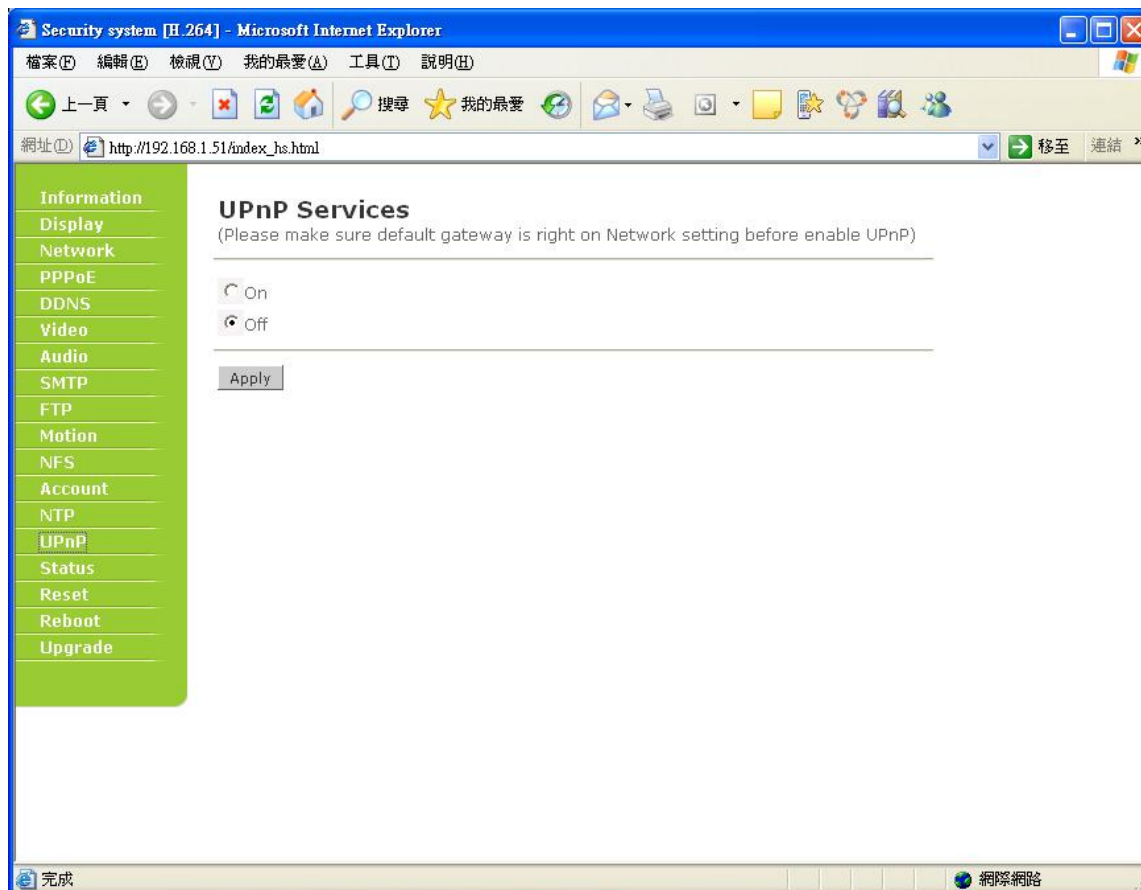 Security system [H.264] - Microsoft Internet Explorer
檔案(F) 編輯(E) 檢視(V) 我的最愛(A) 工具(T) 說明(H)
上一頁 搜尋 我的最愛
網址(D) http://192.168.1.51/index_hs.html 移至 連結 »
Information
Display
Network
PPPoE
DDNS
Video
Audio
SMTP
FTP
Motion
NFS
Account
NTP
UPnP
Status
Reset
Reboot
Upgrade
UPnP Services
(Please make sure default gateway is right on Network setting before enable UPnP)
On
Off
Apply
完成 網際網路